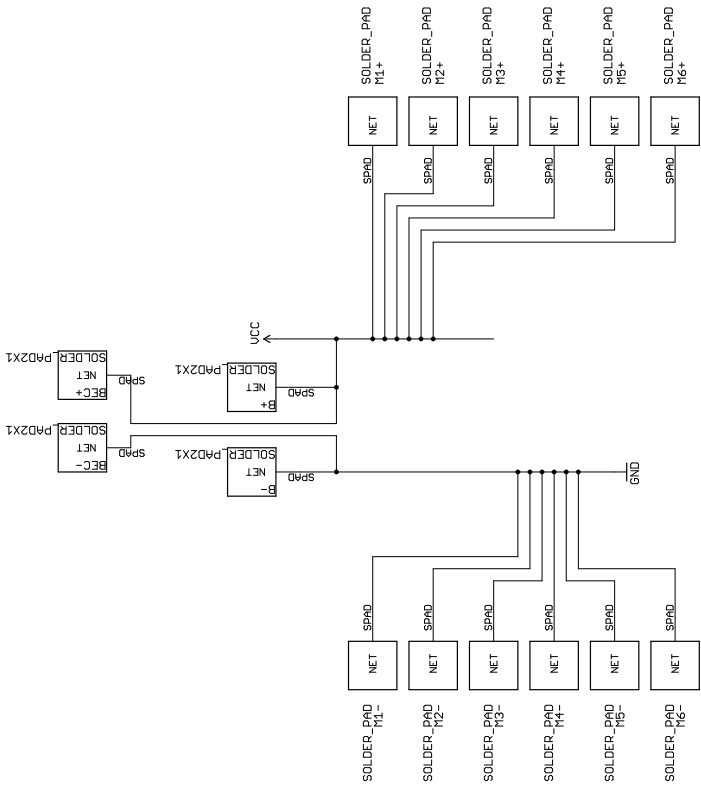 SOLDER_PAD
M1+
SOLDER_PAD
M2+
SOLDER_PAD
M3+
SOLDER_PAD
M4+
SOLDER_PAD
M5+
SOLDER_PAD
M6+
NET
NET
NET
NET
NET
NET
SPAD
SPAD
SPAD
SPAD
SPAD
SPAD
VCC
SOLDER_PAD2X1
NET
SPAD
BEC+
SOLDER_PAD2X1
NET
SPAD
B+
SOLDER_PAD2X1
NET
SPAD
BEC-
SOLDER_PAD2X1
NET
SPAD
B-
GND
SPAD
SPAD
SPAD
SPAD
SPAD
SPAD
NET
NET
NET
NET
NET
NET
SOLDER_PAD
M1-
SOLDER_PAD
M2-
SOLDER_PAD
M3-
SOLDER_PAD
M4-
SOLDER_PAD
M5-
SOLDER_PAD
M6-